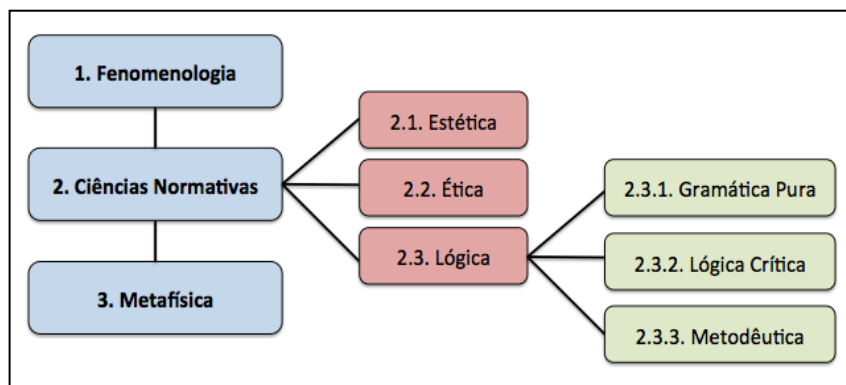 1. Fenomenologia
2. Ciências Normativas
3. Metafísica
2.1. Estética
2.2. Ética
2.3. Lógica
2.3.1. Gramática Pura
2.3.2. Lógica Crítica
2.3.3. Metodêutica